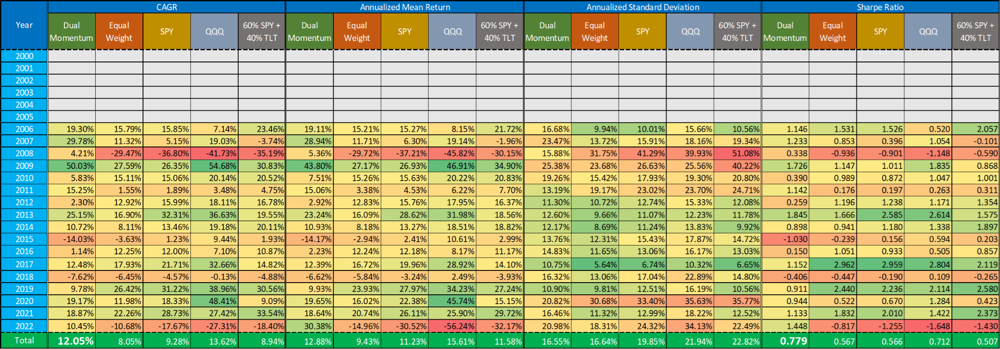 CAGR Annualized Mean Return Annualized Standard Deviation Sharpe Ratio
Year Dual Momentum Equal Weight SPY QQQ 60% SPY + 40% TLT Dual Momentum Equal Weight SPY QQQ 60% SPY + 40% TLT Dual Momentum Equal Weight SPY QQQ 60% SPY + 40% TLT Dual Momentum Equal Weight SPY QQQ 60% SPY + 40% TLT
2000
2001
2002
2003
2004
2005
2006 19.30% 15.79% 15.85% 7.14% 23.46% 19.11% 15.21% 15.27% 8.15% 21.72% 16.68% 9.94% 10.01% 15.66% 10.56% 1.146 1.531 1.526 0.520 2.057
2007 29.78% 11.32% 5.15% 19.03% -3.74% 28.94% 11.71% 6.30% 19.14% -1.96% 23.47% 13.72% 15.91% 18.16% 19.34% 1.233 0.853 0.396 1.054 -0.101
2008 4.21% -29.47% -36.80% -41.73% -35.19% 5.36% -29.72% -37.21% -45.82% -30.15% 15.88% 31.75% 41.29% 39.93% 51.08% 0.338 -0.936 -0.901 -1.148 -0.590
2009 50.03% 27.59% 26.35% 54.68% 30.83% 43.80% 27.17% 26.93% 46.91% 34.90% 25.38% 23.68% 26.63% 25.56% 40.22% 1.726 1.147 1.011 1.835 0.868
2010 5.83% 15.11% 15.06% 20.14% 20.52% 7.51% 15.26% 15.63% 20.22% 20.83% 19.26% 15.42% 17.93% 19.30% 20.80% 0.390 0.989 0.872 1.047 1.001
2011 15.25% 1.55% 1.89% 3.48% 4.75% 15.06% 3.38% 4.53% 6.22% 7.70% 13.19% 19.17% 23.02% 23.70% 24.71% 1.142 0.176 0.197 0.263 0.311
2012 2.30% 12.92% 15.99% 18.11% 16.78% 2.92% 12.83% 15.76% 17.95% 16.37% 11.30% 10.72% 12.74% 15.33% 12.08% 0.259 1.196 1.238 1.171 1.354
2013 25.15% 16.90% 32.31% 36.63% 19.55% 23.24% 16.09% 28.62% 31.98% 18.56% 12.60% 9.66% 11.07% 12.23% 11.78% 1.845 1.666 2.585 2.614 1.575
2014 10.72% 8.11% 13.46% 19.18% 20.11% 10.93% 8.18% 13.27% 18.51% 18.82% 12.17% 8.69% 11.24% 13.83% 9.92% 0.898 0.941 1.180 1.338 1.897
2015 -14.03% -3.63% 1.23% 9.44% 1.93% -14.17% -2.94% 2.41% 10.61% 2.99% 13.76% 12.31% 15.43% 17.87% 14.72% -1.030 -0.239 0.156 0.594 0.203
2016 1.14% 12.25% 12.00% 7.10% 10.87% 2.23% 12.24% 12.18% 8.17% 11.17% 14.83% 11.65% 13.06% 16.17% 13.03% 0.150 1.051 0.933 0.505 0.857
2017 12.48% 17.93% 21.71% 32.66% 14.82% 12.39% 16.72% 19.96% 28.92% 14.10% 10.75% 5.64% 6.74% 10.32% 6.65% 1.152 2.962 2.959 2.804 2.119
2018 -7.62% -6.45% -4.57% -0.13% -4.88% -6.62% -5.84% -3.24% 2.49% -3.93% 16.32% 13.06% 17.04% 22.89% 14.80% -0.406 -0.447 -0.190 0.109 -0.265
2019 9.78% 26.42% 31.22% 38.96% 30.56% 9.93% 23.93% 27.97% 34.23% 27.24% 10.90% 9.81% 12.51% 16.19% 10.56% 0.911 2.440 2.236 2.114 2.580
2020 19.17% 11.98% 18.33% 48.41% 9.09% 19.65% 16.02% 22.38% 45.74% 15.15% 20.82% 30.68% 33.40% 35.63% 35.77% 0.944 0.522 0.670 1.284 0.423
2021 18.87% 22.26% 28.73% 27.42% 33.54% 18.64% 20.74% 26.11% 25.90% 29.72% 16.46% 11.32% 12.99% 18.22% 12.52% 1.133 1.832 2.010 1.422 2.373
2022 10.45% -10.68% -17.67% -27.31% -18.40% 30.38% -14.96% -30.52% -56.24% -32.17% 20.98% 18.31% 24.32% 34.13% 22.49% 1.448 -0.817 -1.255 -1.648 -1.430
Total 12.05% 8.05% 9.28% 13.62% 8.94% 12.88% 9.43% 11.23% 15.61% 11.58% 16.55% 16.64% 19.85% 21.94% 22.82% 0.779 0.567 0.566 0.712 0.507